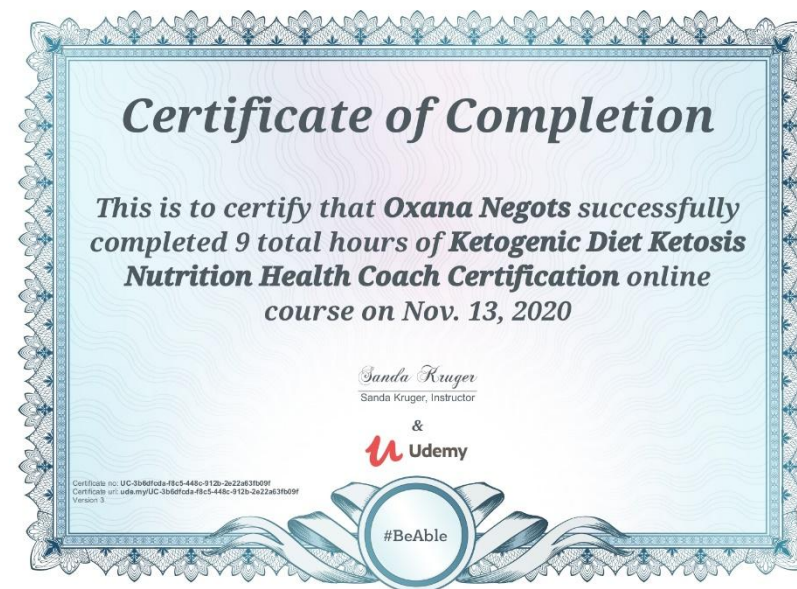 Certificate of Completion
This is to certify that Oxana Negots successfully
completed 9 total hours of Ketogenic Diet Ketosis
Nutrition Health Coach Certification online
course on Nov. 13, 2020
Sanda Kruger
Sanda Kruger, Instructor
&
Udemy
Certificate no: UC-3b6dfcda-f8c5-448c-912b-2e22a63fb09f
Certificate url: ude.my/UC-3b6dfcda-f8c5-448c-912b-2e22a63fb09f
Version 3
#BeAble